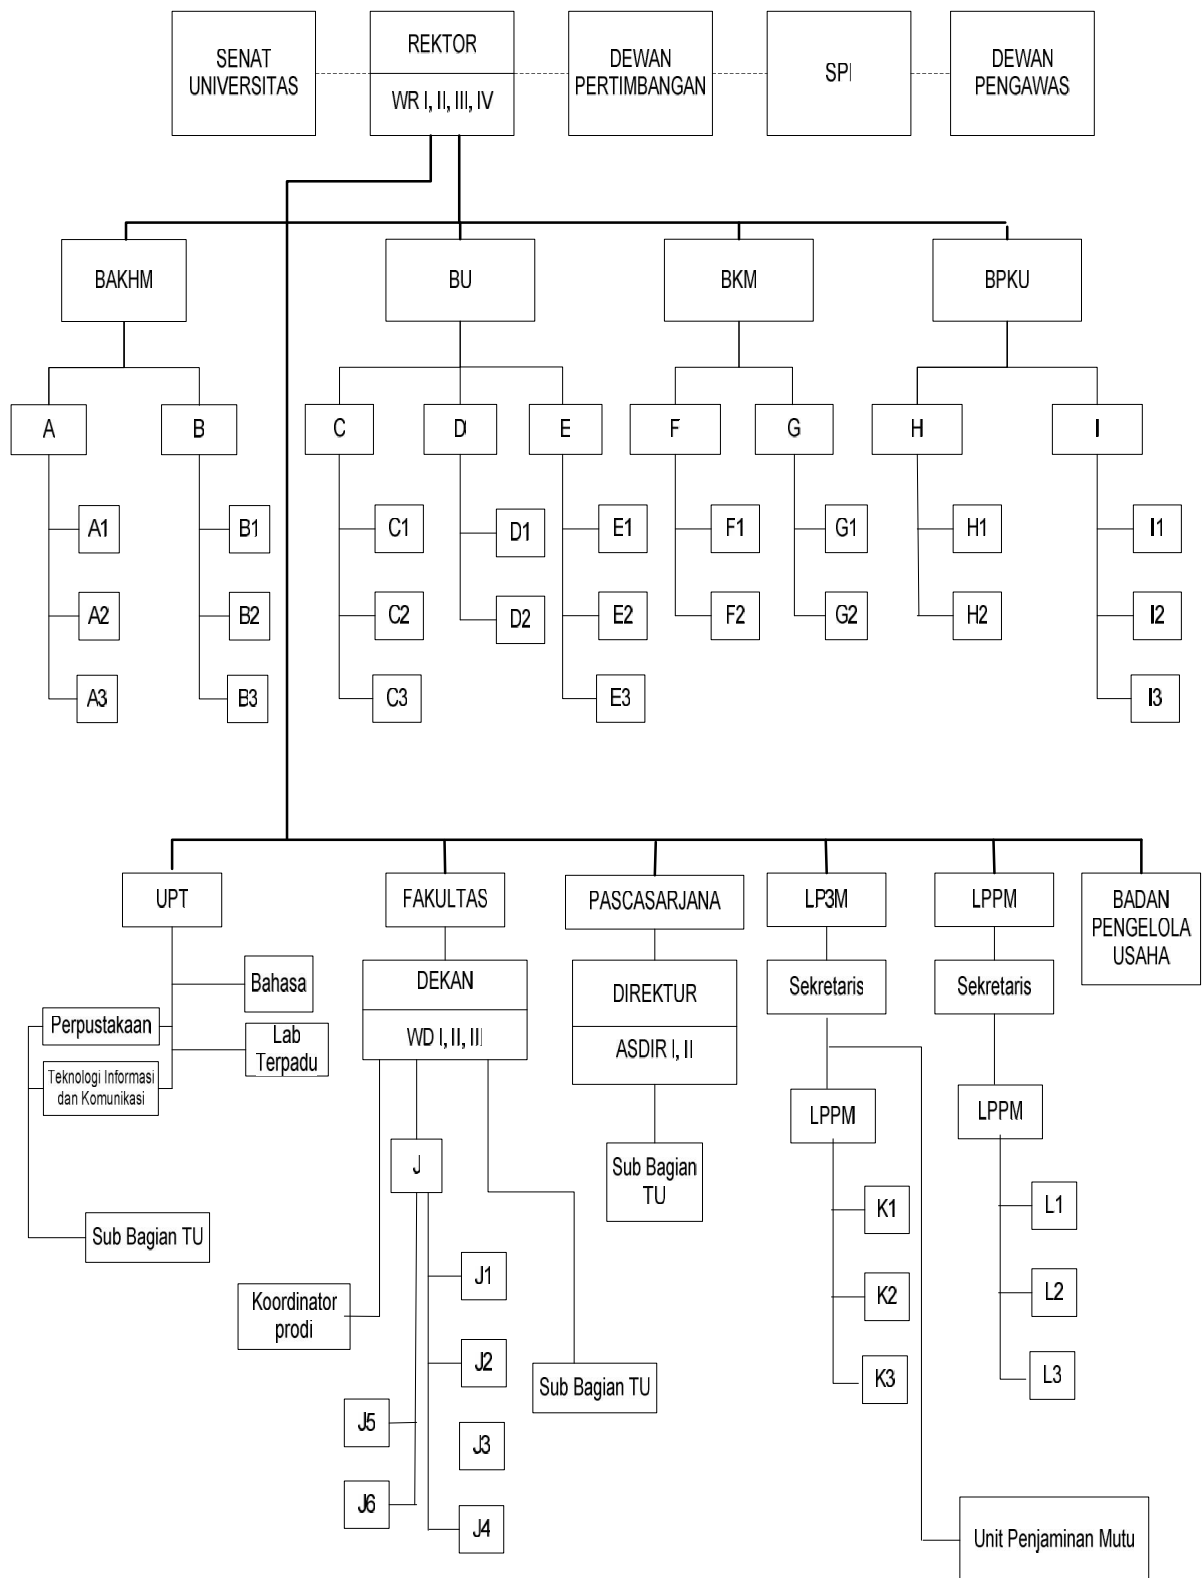 SENAT
UNIVERSITAS
REKTOR
WR I, II, III, IV
DEWAN
PERTIMBANGAN
SPI
DEWAN
PENGAWAS
BAKHM
BU
BKM
BPKU
A
B
C
D
E
F
G
H
I
A1
B1
C1
D1
E1
F1
G1
H1
I1
A2
B2
C2
D2
E2
F2
G2
H2
I2
A3
B3
C3
E3
I3
UPT
FAKULTAS
PASCASARJANA
LP3M
LPPM
BADAN
PENGELOLA
USAHA
Bahasa
Perpustakaan
Lab
Terpadu
Teknologi Informasi
dan Komunikasi
Sub Bagian TU
DEKAN
WD I, II, III
DIREKTUR
ASDIR I, II
Sekretaris
Sekretaris
LPPM
LPPM
J
Sub Bagian
TU
K1
L1
J1
Koordinator
prodi
K2
L2
J2
Sub Bagian TU
K3
L3
J5
J3
J6
J4
Unit Penjaminan Mutu